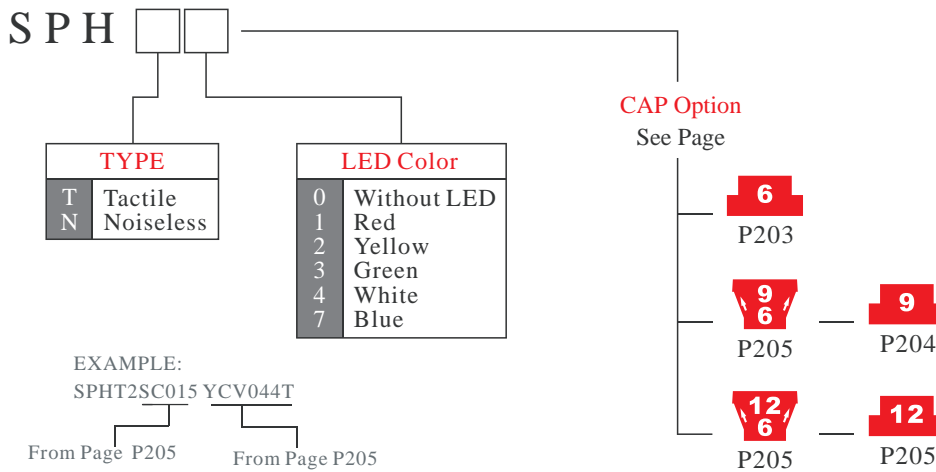 SPH
CAP Option
See Page
TYPE
T Tactile
N Noiseless
LED Color
0 Without LED
1 Red
2 Yellow
3 Green
4 White
7 Blue
6
P203
9
6
P205
9
P204
12
6
P205
12
P205
EXAMPLE:
SPHT2SC015 YCV044T
From Page P205
From Page P205